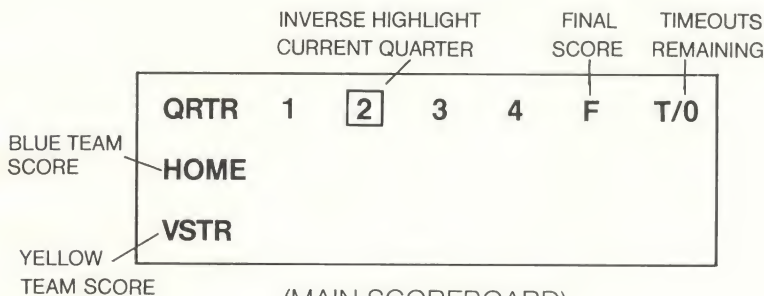 INVERSE HIGHLIGHT
CURRENT QUARTER
FINAL
SCORE
TIMEOUTS
REMAINING
QRTR 1 2 3 4 F T/0
BLUE TEAM
SCORE
HOME
VSTR
YELLOW
TEAM SCORE
(MAIN SCOREBOARD)